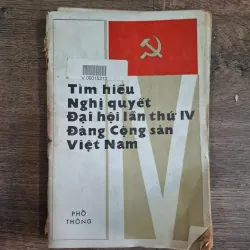 Tìm hiểu
Nghị quyết
Đại hội lần thứ IV
Đảng Cộng sản
Việt Nam
IV
PHỔ
THÔNG